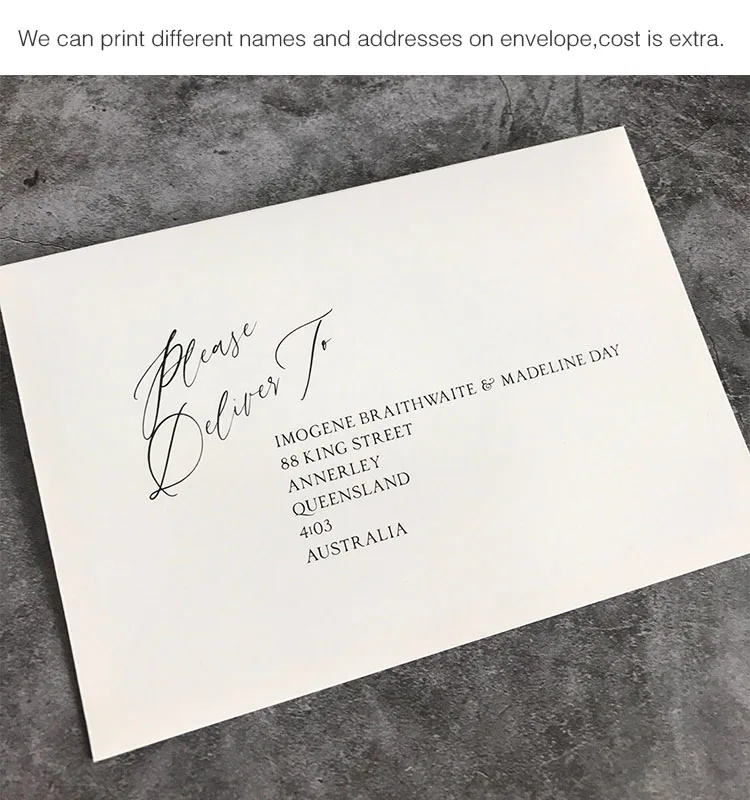 We can print different names and addresses on envelope,cost is extra.
Please
Deliver To
IMOGENE BRAITHWAITE & MADELINE DAY
88 KING STREET
ANNERLEY
QUEENSLAND
4103
AUSTRALIA